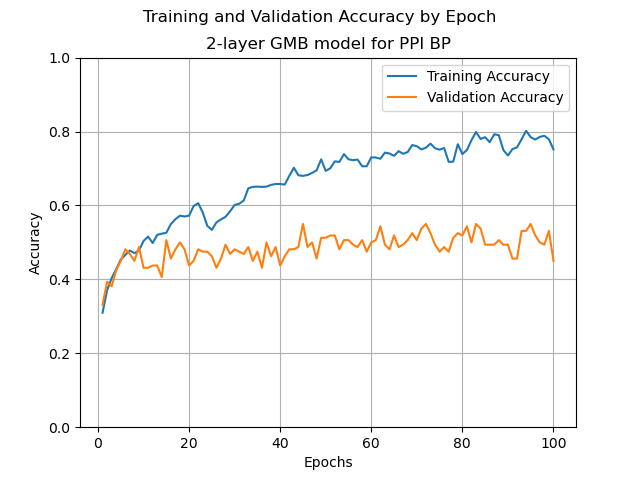 Training and Validation Accuracy by Epoch
2-layer GMB model for PPI BP
Training Accuracy
Validation Accuracy
Accuracy
1.0
0.8
0.6
0.4
0.2
0.0
0 20 40 60 80 100
Epochs